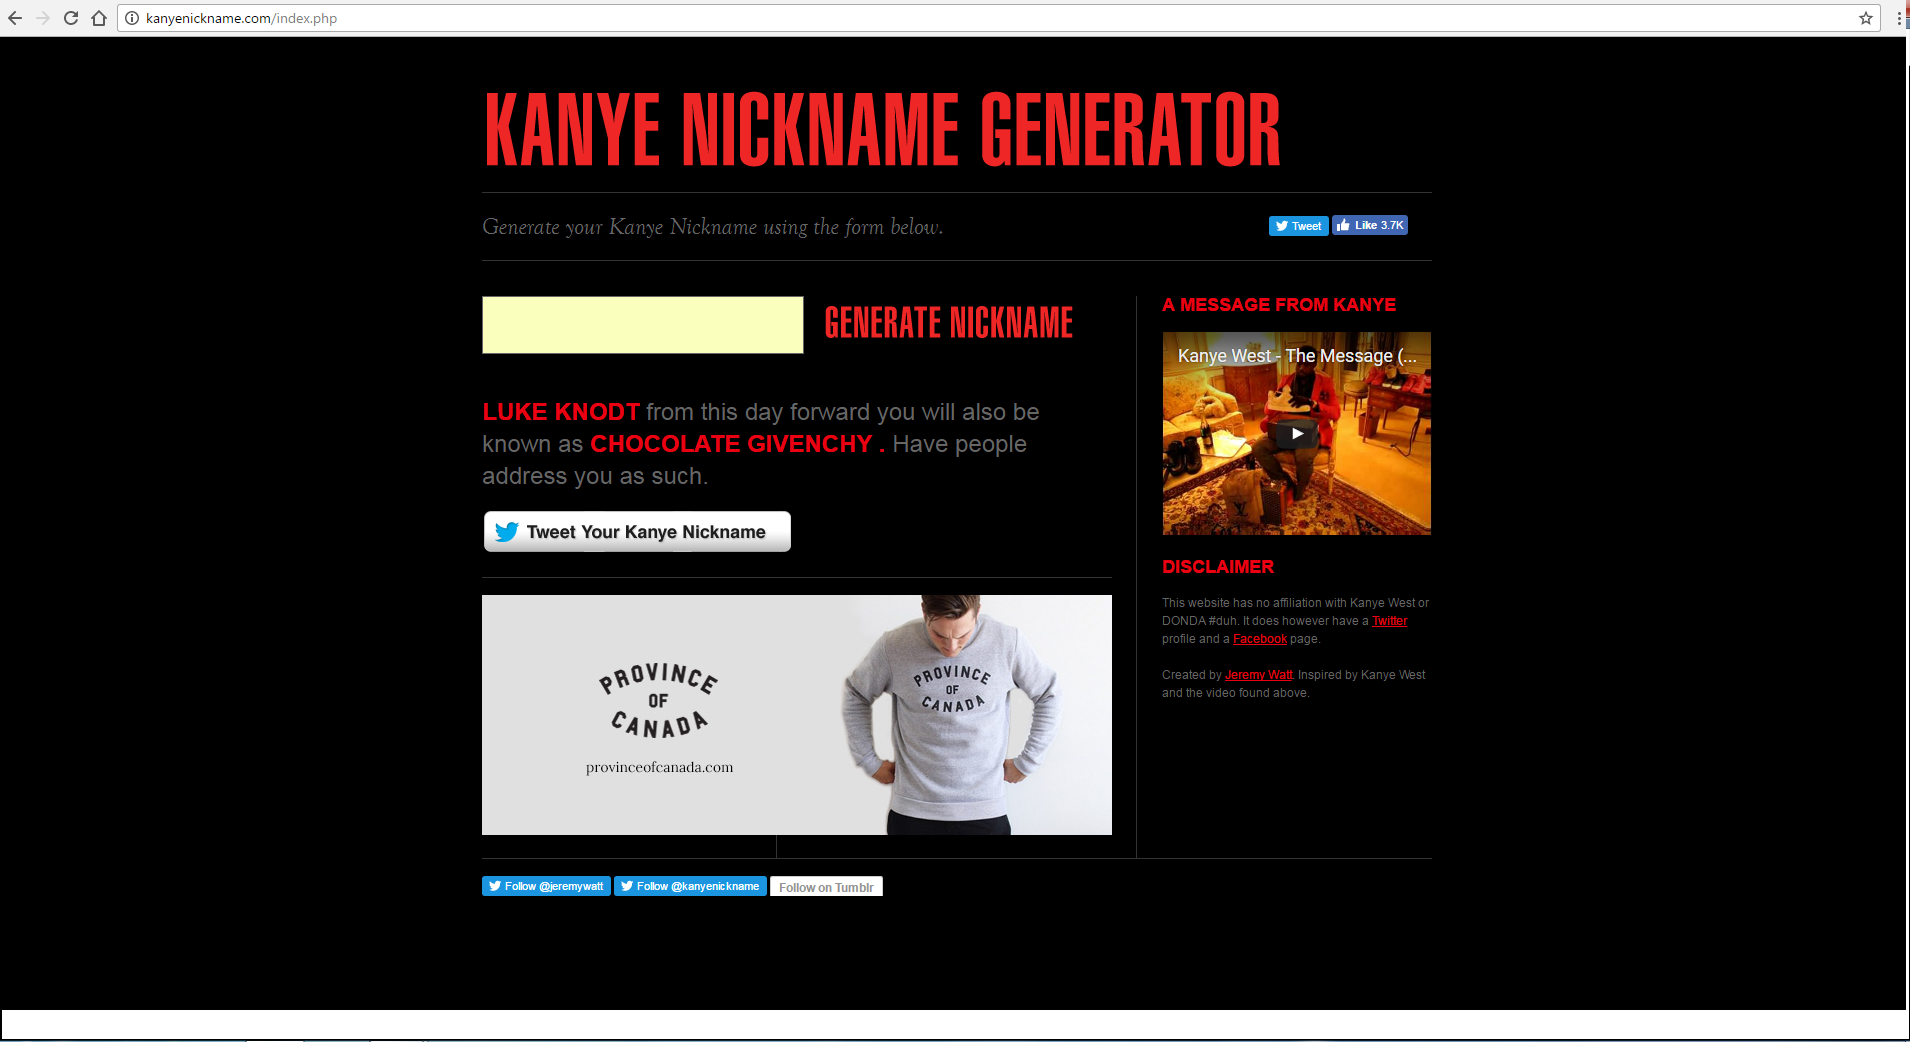 kanyenickname.com/index.php
KANYE NICKNAME GENERATOR
Generate your Kanye Nickname using the form below.
Tweet
Like 3.7K
GENERATE NICKNAME
LUKE KNODT from this day forward you will also be
known as CHOCOLATE GIVENCHY . Have people
address you as such.
Tweet Your Kanye Nickname
PROVINCE
OF
CANADA
provinceofcanada.com
PROVINCE
OF
CANADA
A MESSAGE FROM KANYE
Kanye West - The Message (...
DISCLAIMER
This website has no affiliation with Kanye West or
DONDA #duh. It does however have a Twitter
profile and a Facebook page.
Created by Jeremy Watt. Inspired by Kanye West
and the video found above.
Follow @jeremywatt
Follow @kanyenickname
Follow on Tumblr